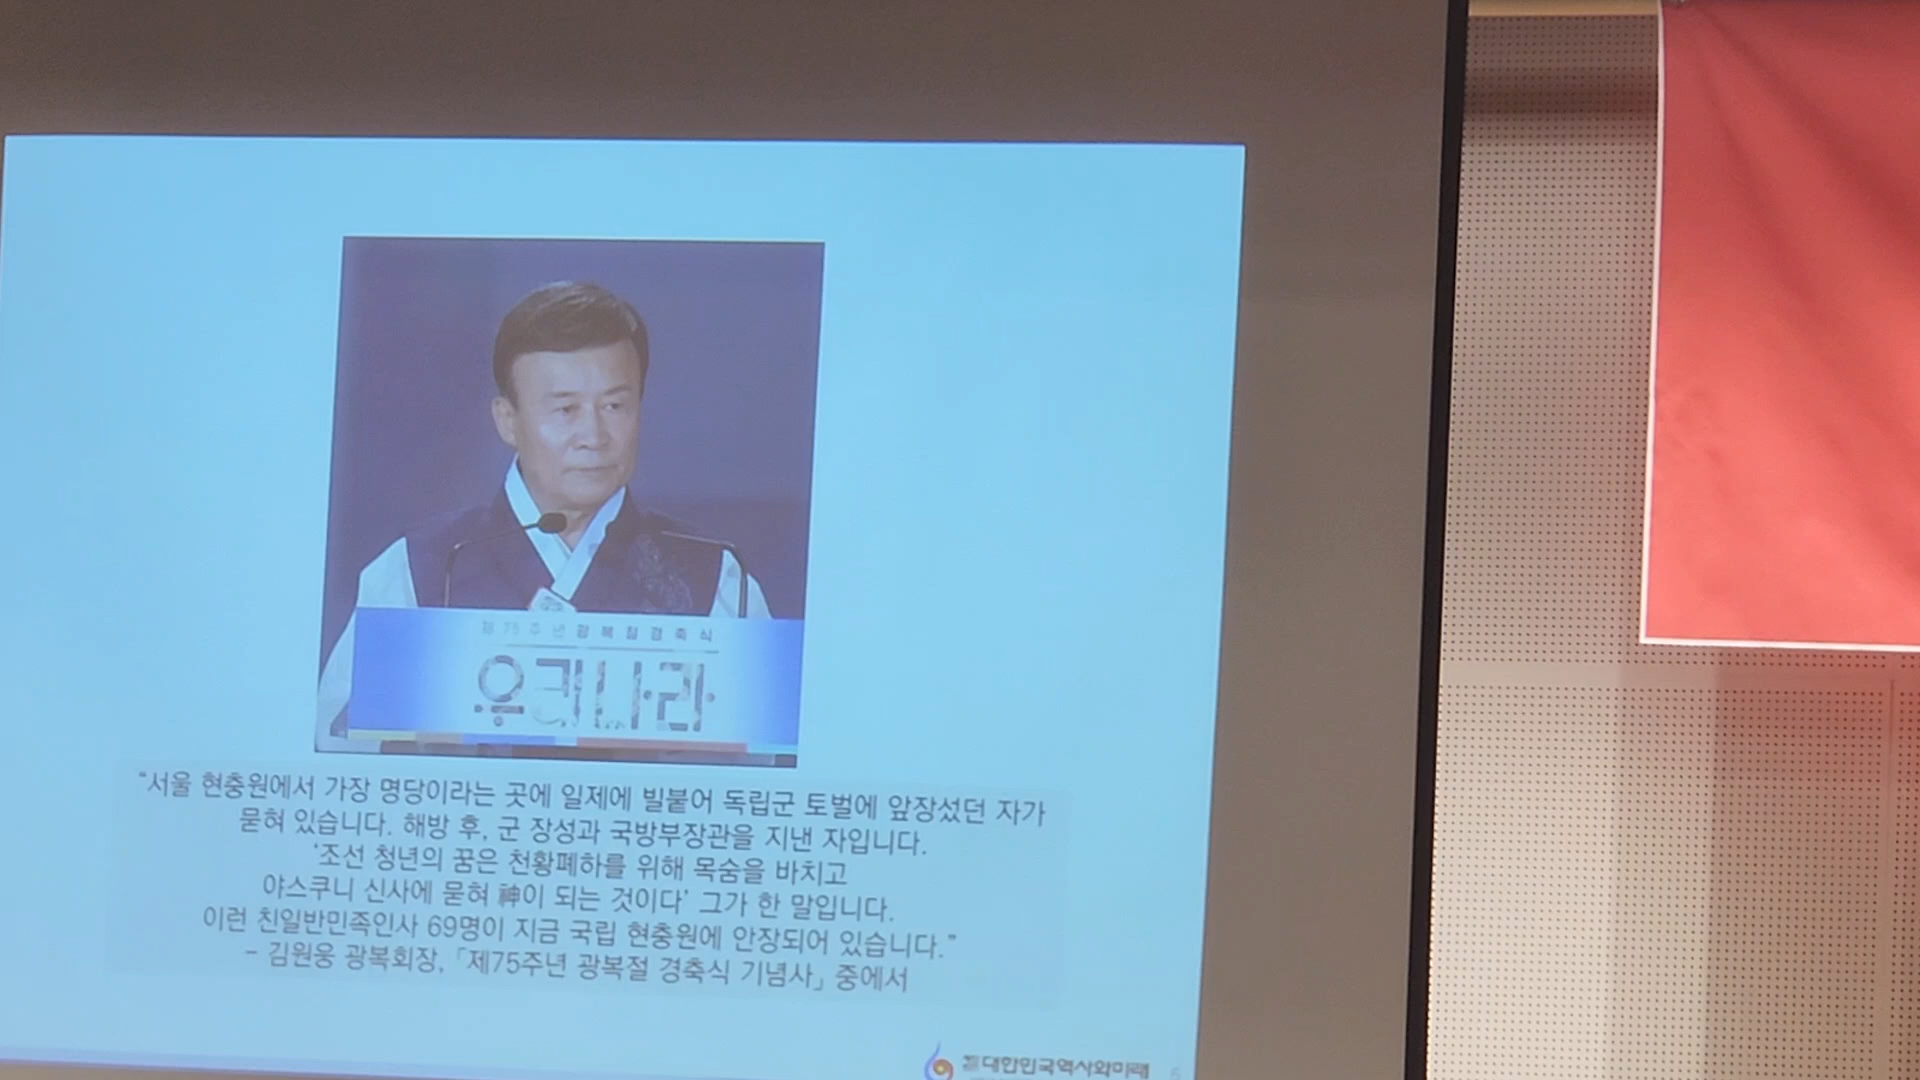 제75주년광복절경축식
우리나라
“서울 현충원에서 가장 명당이라는 곳에 일제에 빌붙어 독립군 토벌에 앞장섰던 자가
묻혀 있습니다. 해방 후, 군 장성과 국방부장관을 지낸 자입니다.
‘조선 청년의 꿈은 천황폐하를 위해 목숨을 바치고
야스쿠니 신사에 묻혀 神이 되는 것이다’ 그가 한 말입니다.
이런 친일반민족인사 69명이 지금 국립 현충원에 안장되어 있습니다.”
- 김원웅 광복회장, 「제75주년 광복절 경축식 기념사」 중에서
대한민국역사와미래
5